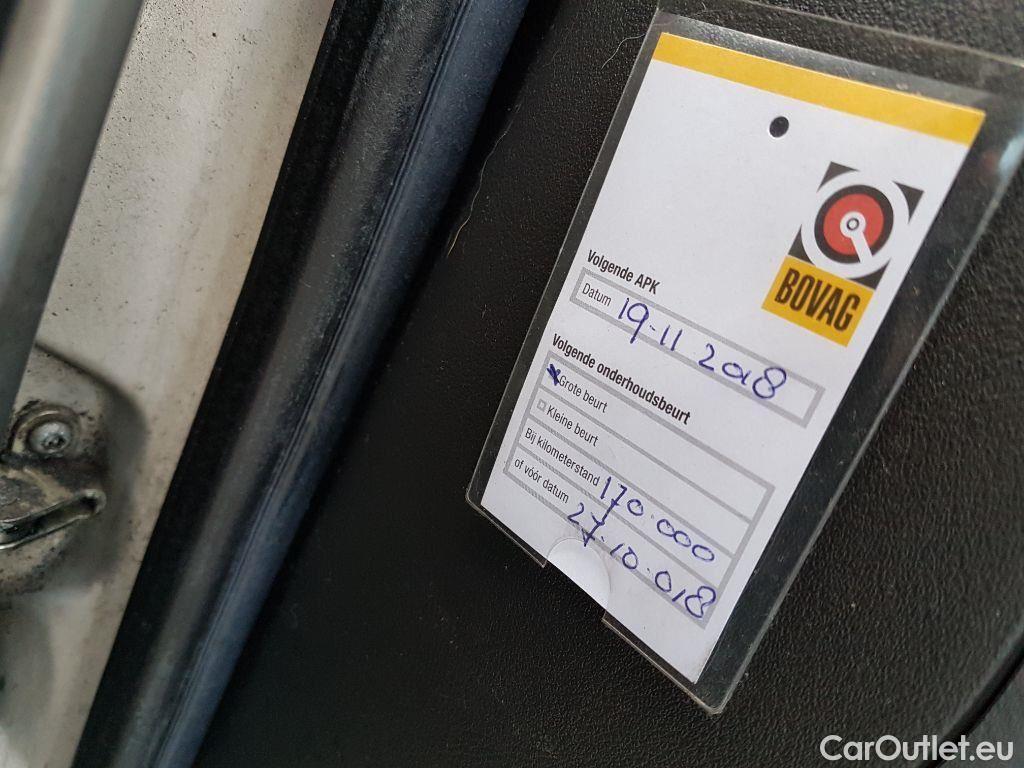 BOVAG
Volgende APK
Datum 19-11 2018
Volgende onderhoudsbeurt
Grote beurt
Kleine beurt
Bij kilometerstand 170.000
of vóór datum 27.10.018
CarOutlet.eu